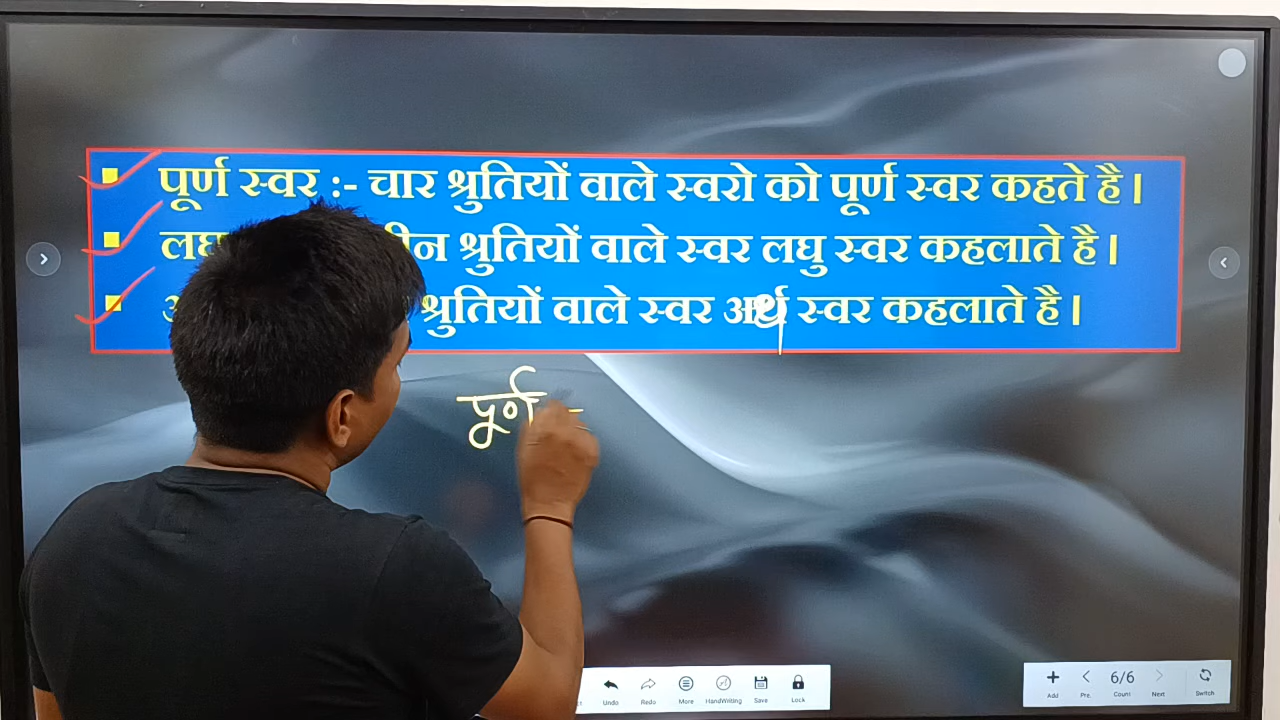 पूर्ण स्वर :- चार श्रुतियों वाले स्वरो को पूर्ण स्वर कहते है ।
श्रुतियों वाले स्वर लघु स्वर कहलाते है ।
श्रुतियों वाले स्वर अर्ध स्वर कहलाते है ।
पूर्ण -
Undo Redo More HandWriting Save Lock
6/6
Add Pre. Count Next Switch